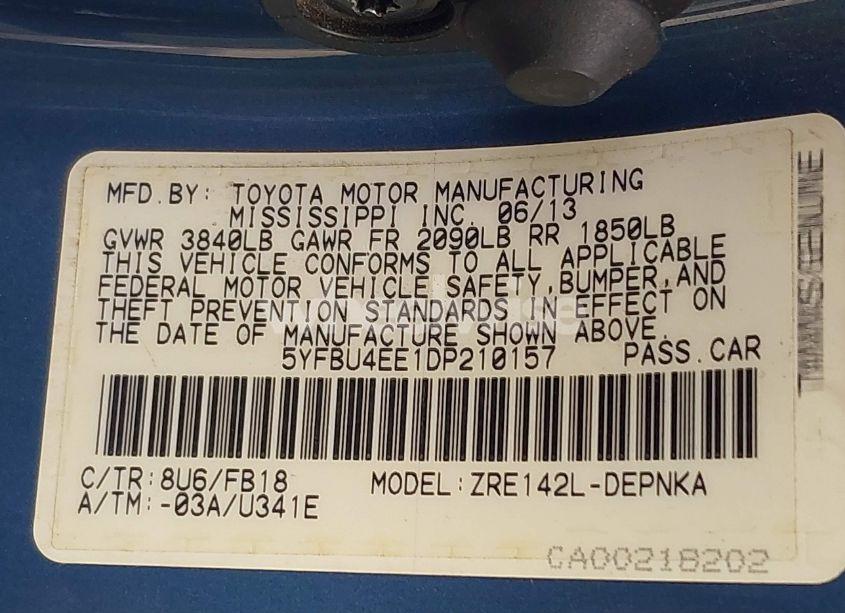 MFD.BY: TOYOTA MOTOR MANUFACTURING
MISSISSIPPI INC. 06/13
GVWR 3840LB GAWR FR 2090LB RR 1850LB
THIS VEHICLE CONFORMS TO ALL APPLICABLE
FEDERAL MOTOR VEHICLE SAFETY,BUMPER,AND
THEFT PREVENTION STANDARDS IN EFFECT ON
THE DATE OF MANUFACTURE SHOWN ABOVE.
5YFBU4EE1DP210157 PASS.CAR
C/TR:8U6/FB18 MODEL:ZRE142L-DEPNKA
A/TM:-03A/U341E
CA00218202